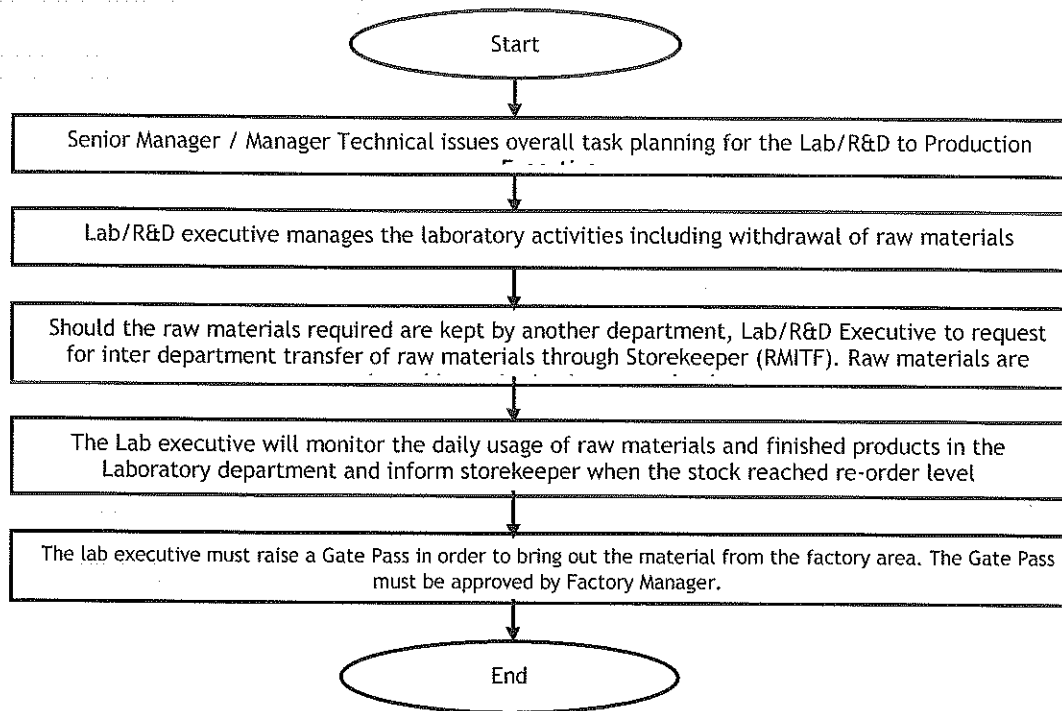 Start
Senior Manager / Manager Technical issues overall task planning for the Lab/R&D to Production
Lab/R&D executive manages the laboratory activities including withdrawal of raw materials
Should the raw materials required are kept by another department, Lab/R&D Executive to request
for inter department transfer of raw materials through Storekeeper (RMITF). Raw materials are
The Lab executive will monitor the daily usage of raw materials and finished products in the
Laboratory department and inform storekeeper when the stock reached re-order level
The lab executive must raise a Gate Pass in order to bring out the material from the factory area. The Gate Pass
must be approved by Factory Manager.
End